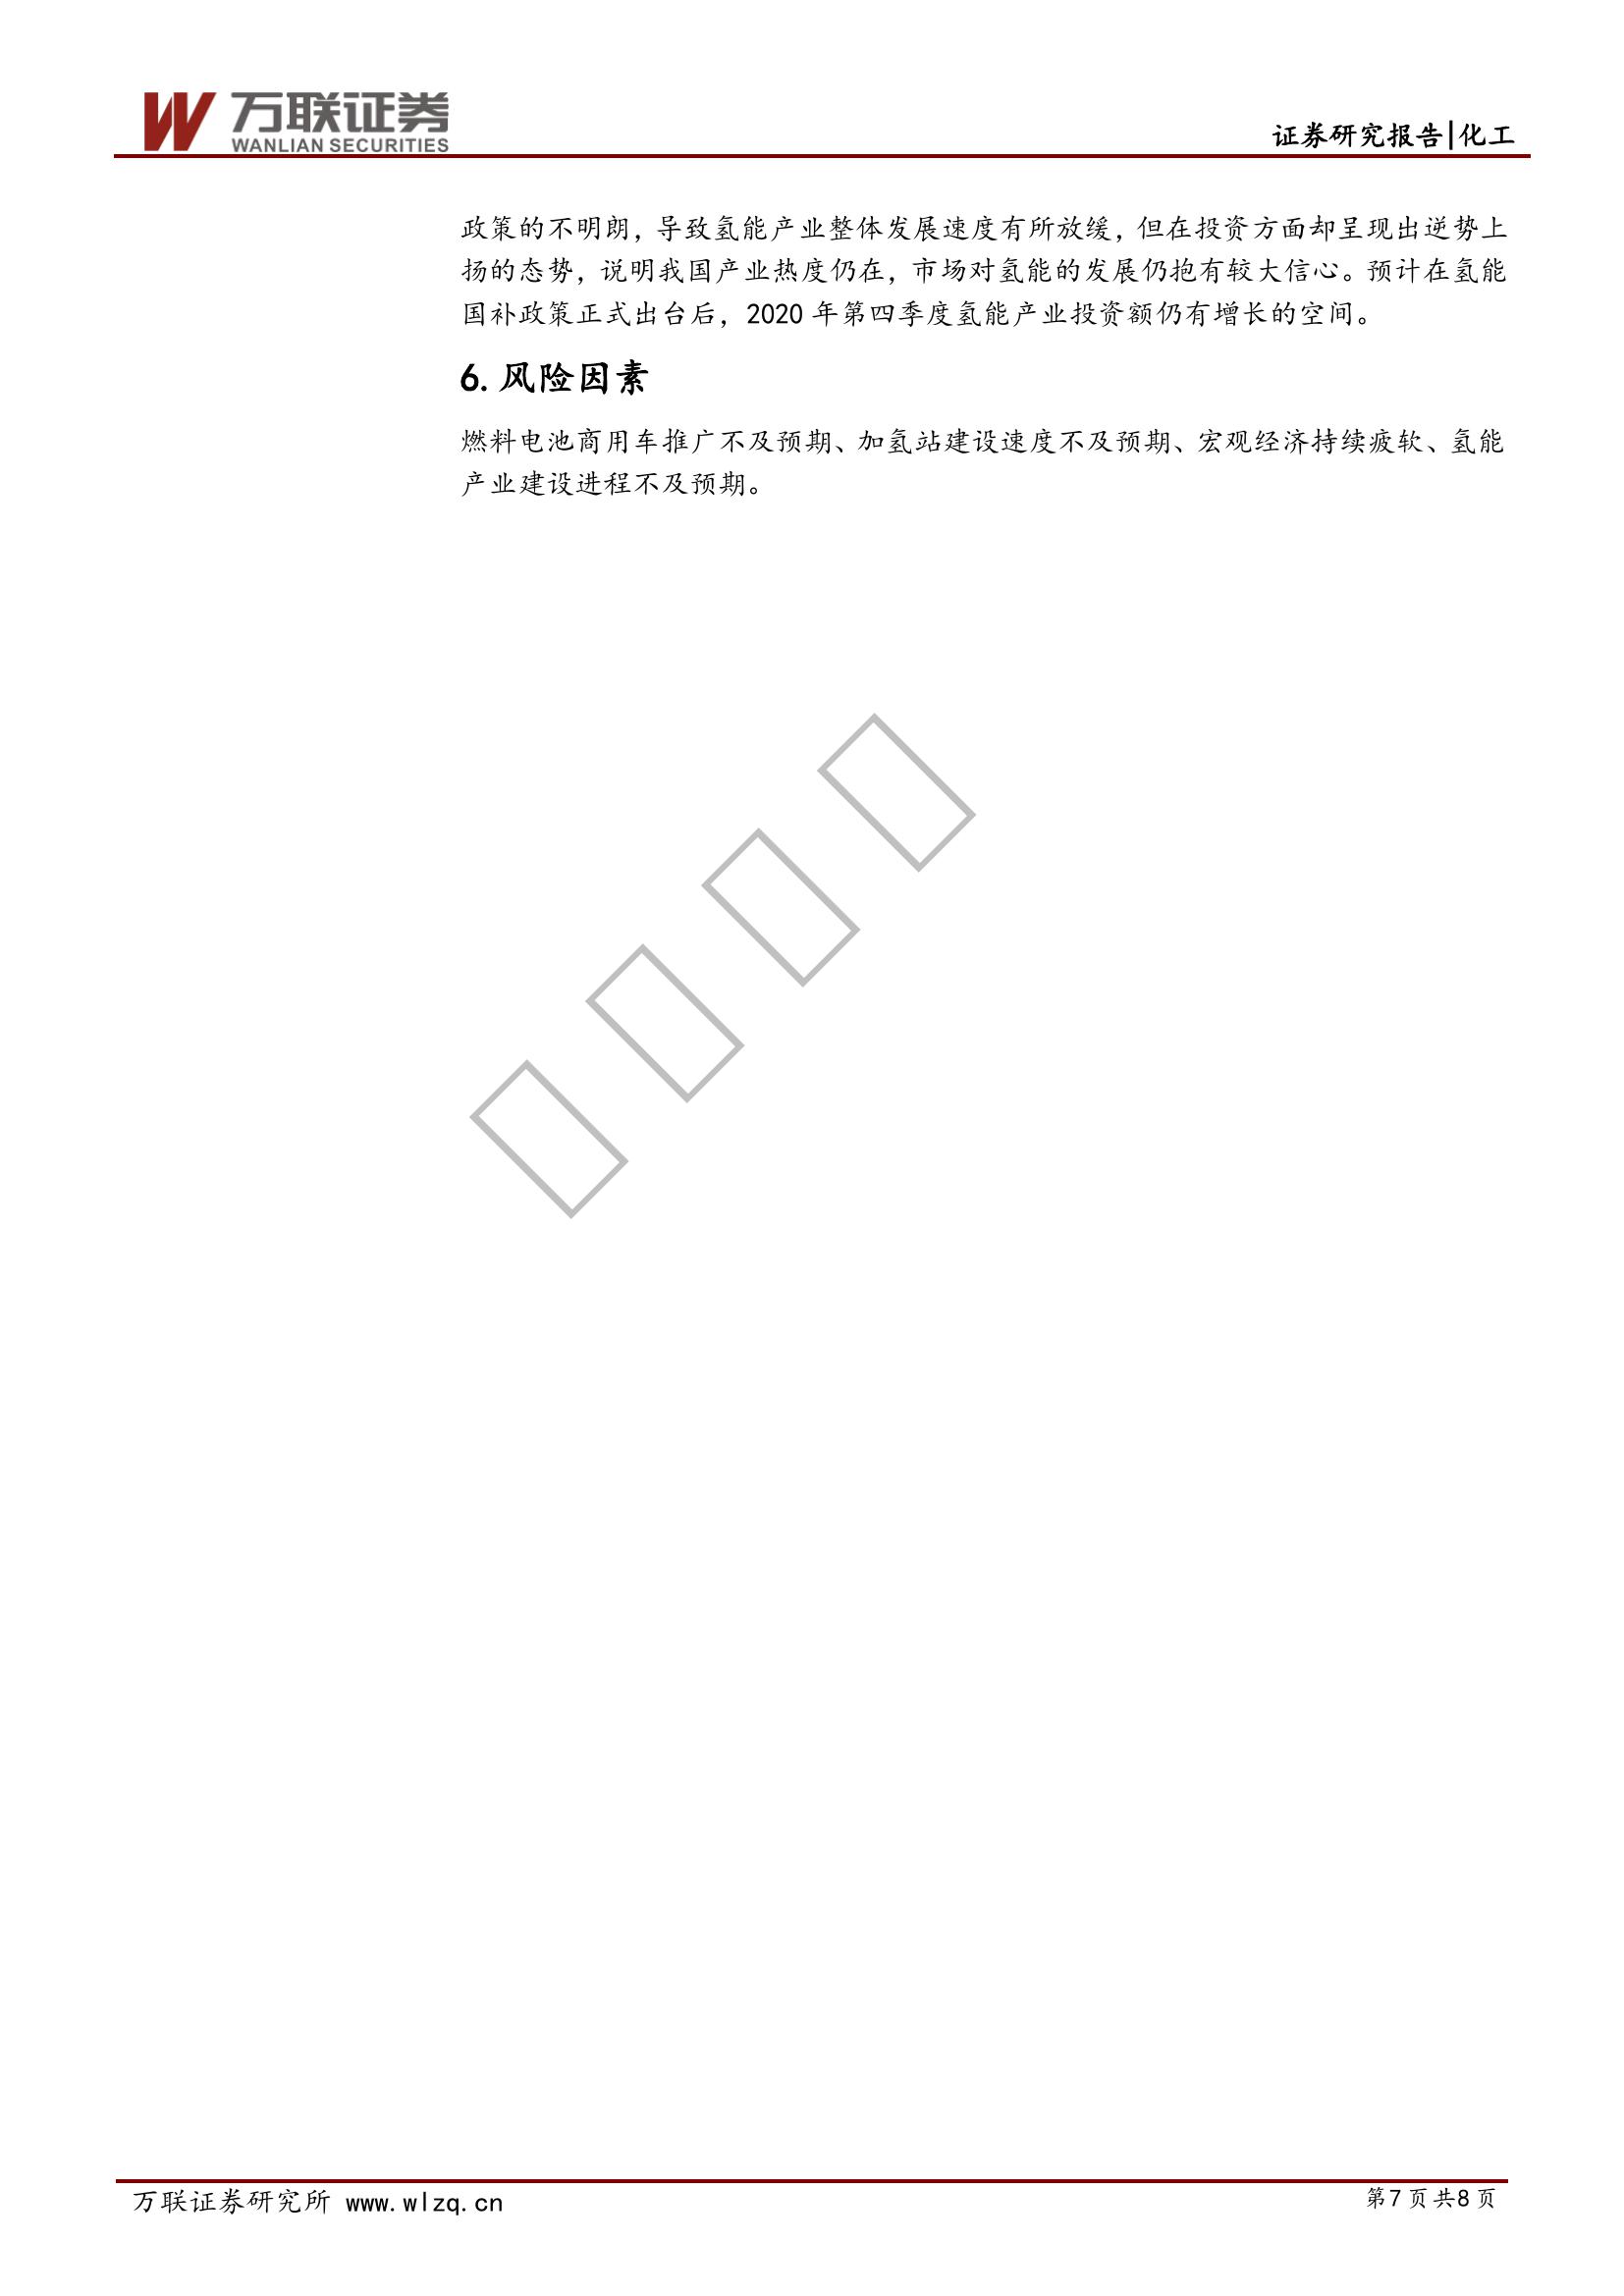 万联证券
WANLIAN SECURITIES
证券研究报告|化工
政策的不明朗，导致氢能产业整体发展速度有所放缓，但在投资方面却呈现出逆势上
扬的态势，说明我国产业热度仍在，市场对氢能的发展仍抱有较大信心。预计在氢能
国补政策正式出台后，2020 年第四季度氢能产业投资额仍有增长的空间。
6.风险因素
燃料电池商用车推广不及预期、加氢站建设速度不及预期、宏观经济持续疲软、氢能
产业建设进程不及预期。
万联证券研究所 www.wlzq.cn
第7页共8页